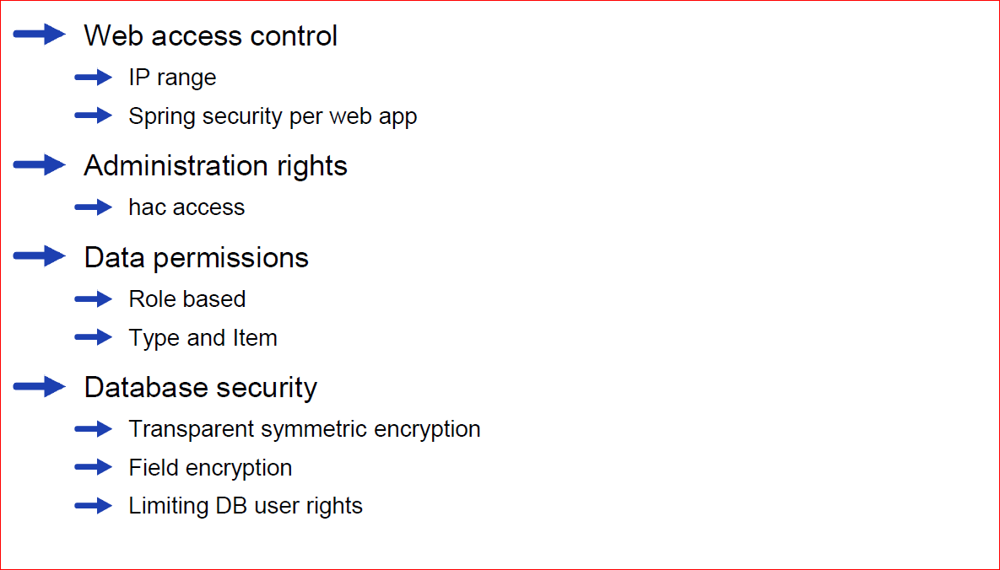 Web access control
IP range
Spring security per web app
Administration rights
hac access
Data permissions
Role based
Type and Item
Database security
Transparent symmetric encryption
Field encryption
Limiting DB user rights